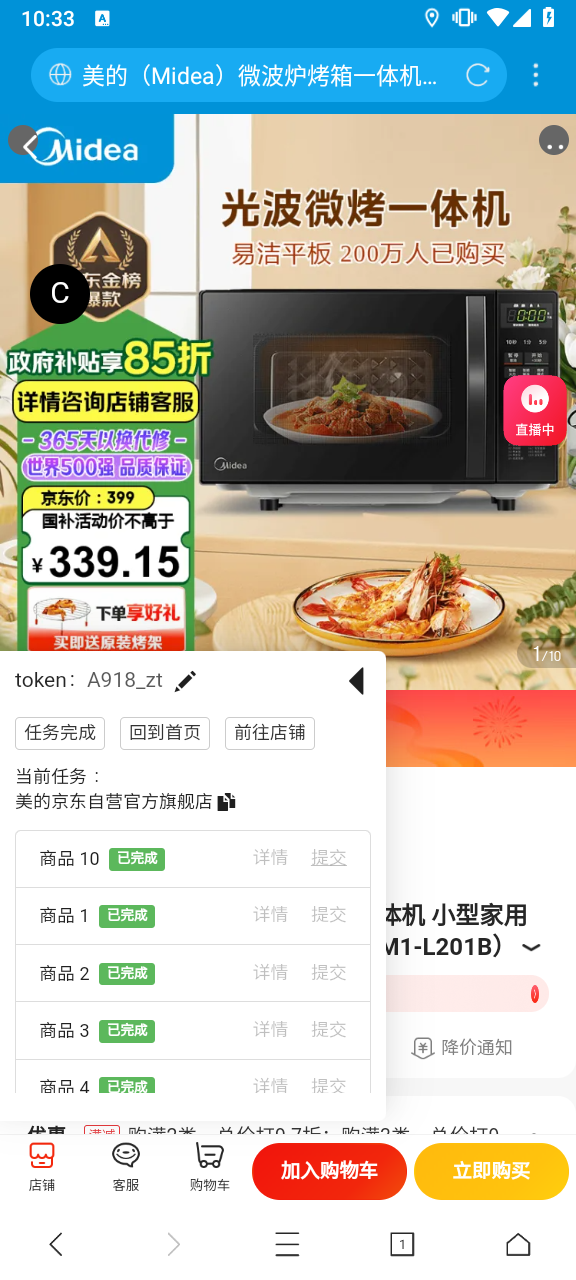 10:33
A
美的（Midea）微波炉烤箱一体机...
Midea
光波微烤一体机
易洁平板 200万人已购买
C
东金榜
爆款
政府补贴享85折
详情咨询店铺客服
365天以换代修
世界500强 品质保证
京东价：399
国补活动价不高于
¥339.15
下单享好礼
买即送原装烤架
Midea
0:00
10秒 1分 5分
直播中
1/10
token：A918_zt
任务完成 回到首页 前往店铺
当前任务：
美的京东自营官方旗舰店
商品 10 已完成 详情 提交
商品 1 已完成 详情 提交
商品 2 已完成 详情 提交
商品 3 已完成 详情 提交
商品 4 已完成 详情 提交
体机 小型家用
M1-L201B）
降价通知
优惠 满减 购满2类，总价打9.7折；购满3类，总价打9
店铺 客服 购物车 加入购物车 立即购买
1